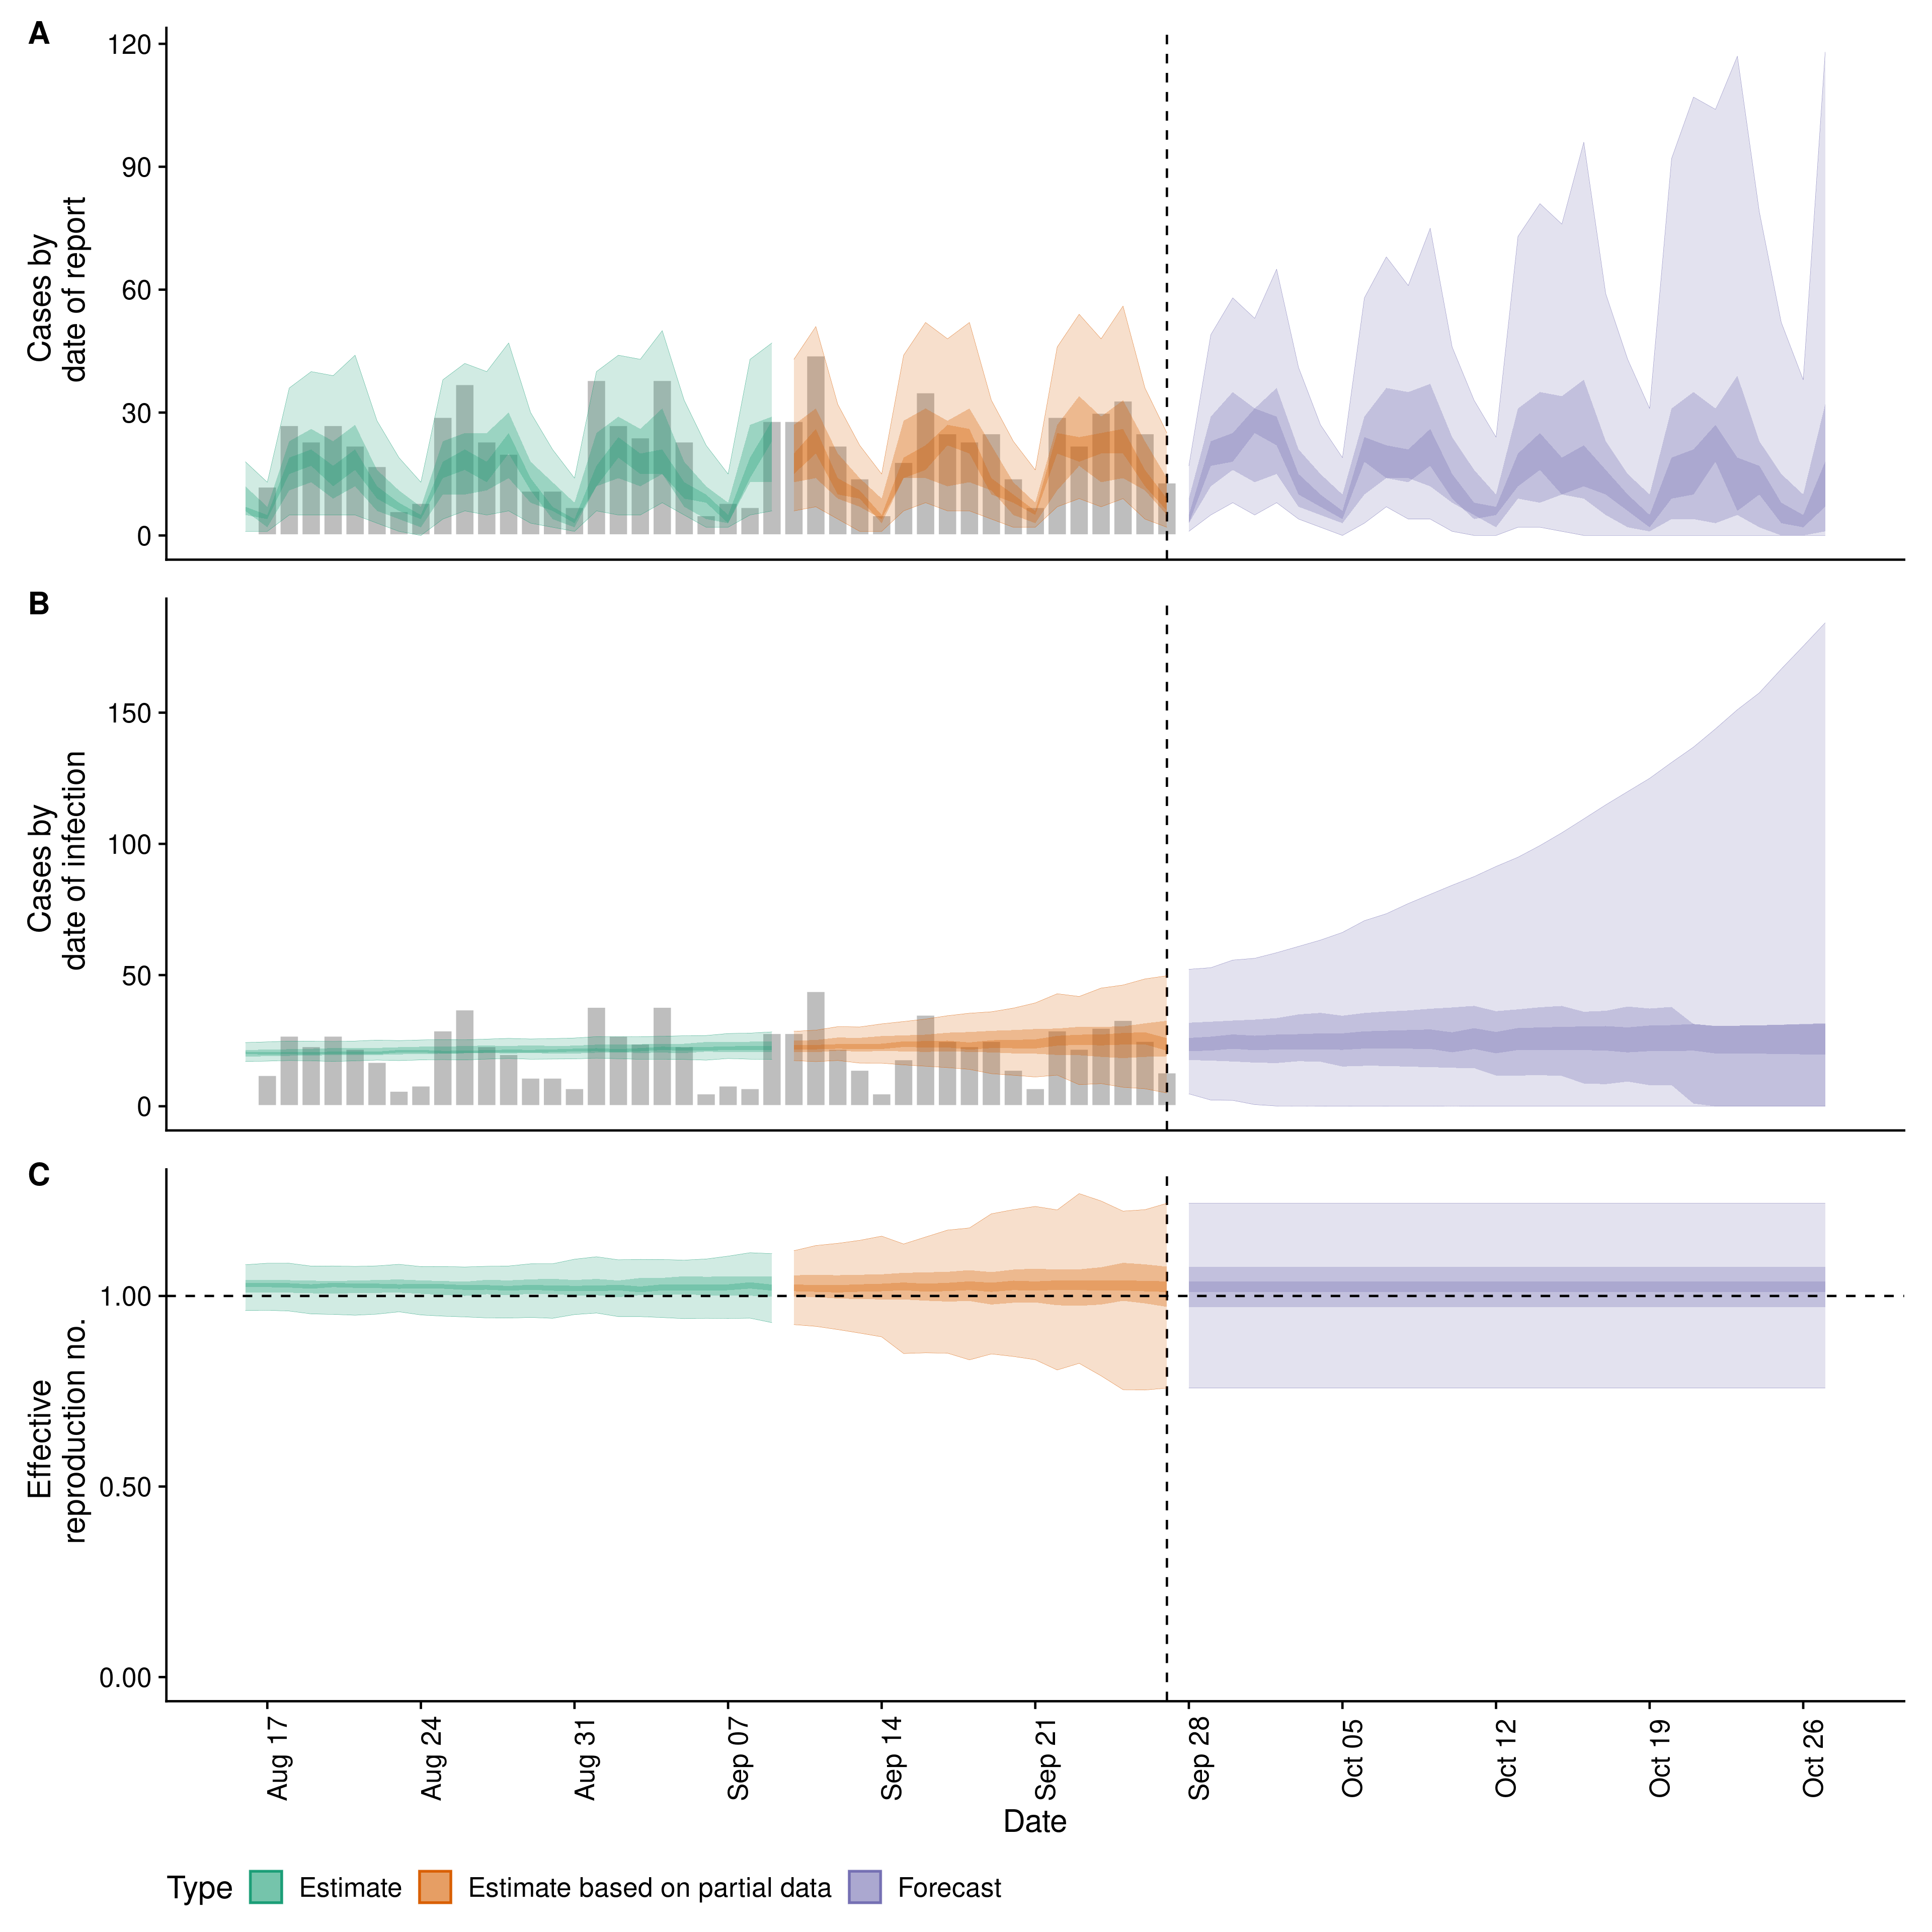 A
120
90
60
30
0
Cases by
date of report
B
150
100
50
0
Cases by
date of infection
C
1.00
0.50
0.00
Effective
reproduction no.
Aug 17
Aug 24
Aug 31
Sep 07
Sep 14
Sep 21
Sep 28
Oct 05
Oct 12
Oct 19
Oct 26
Date
Type Estimate Estimate based on partial data Forecast